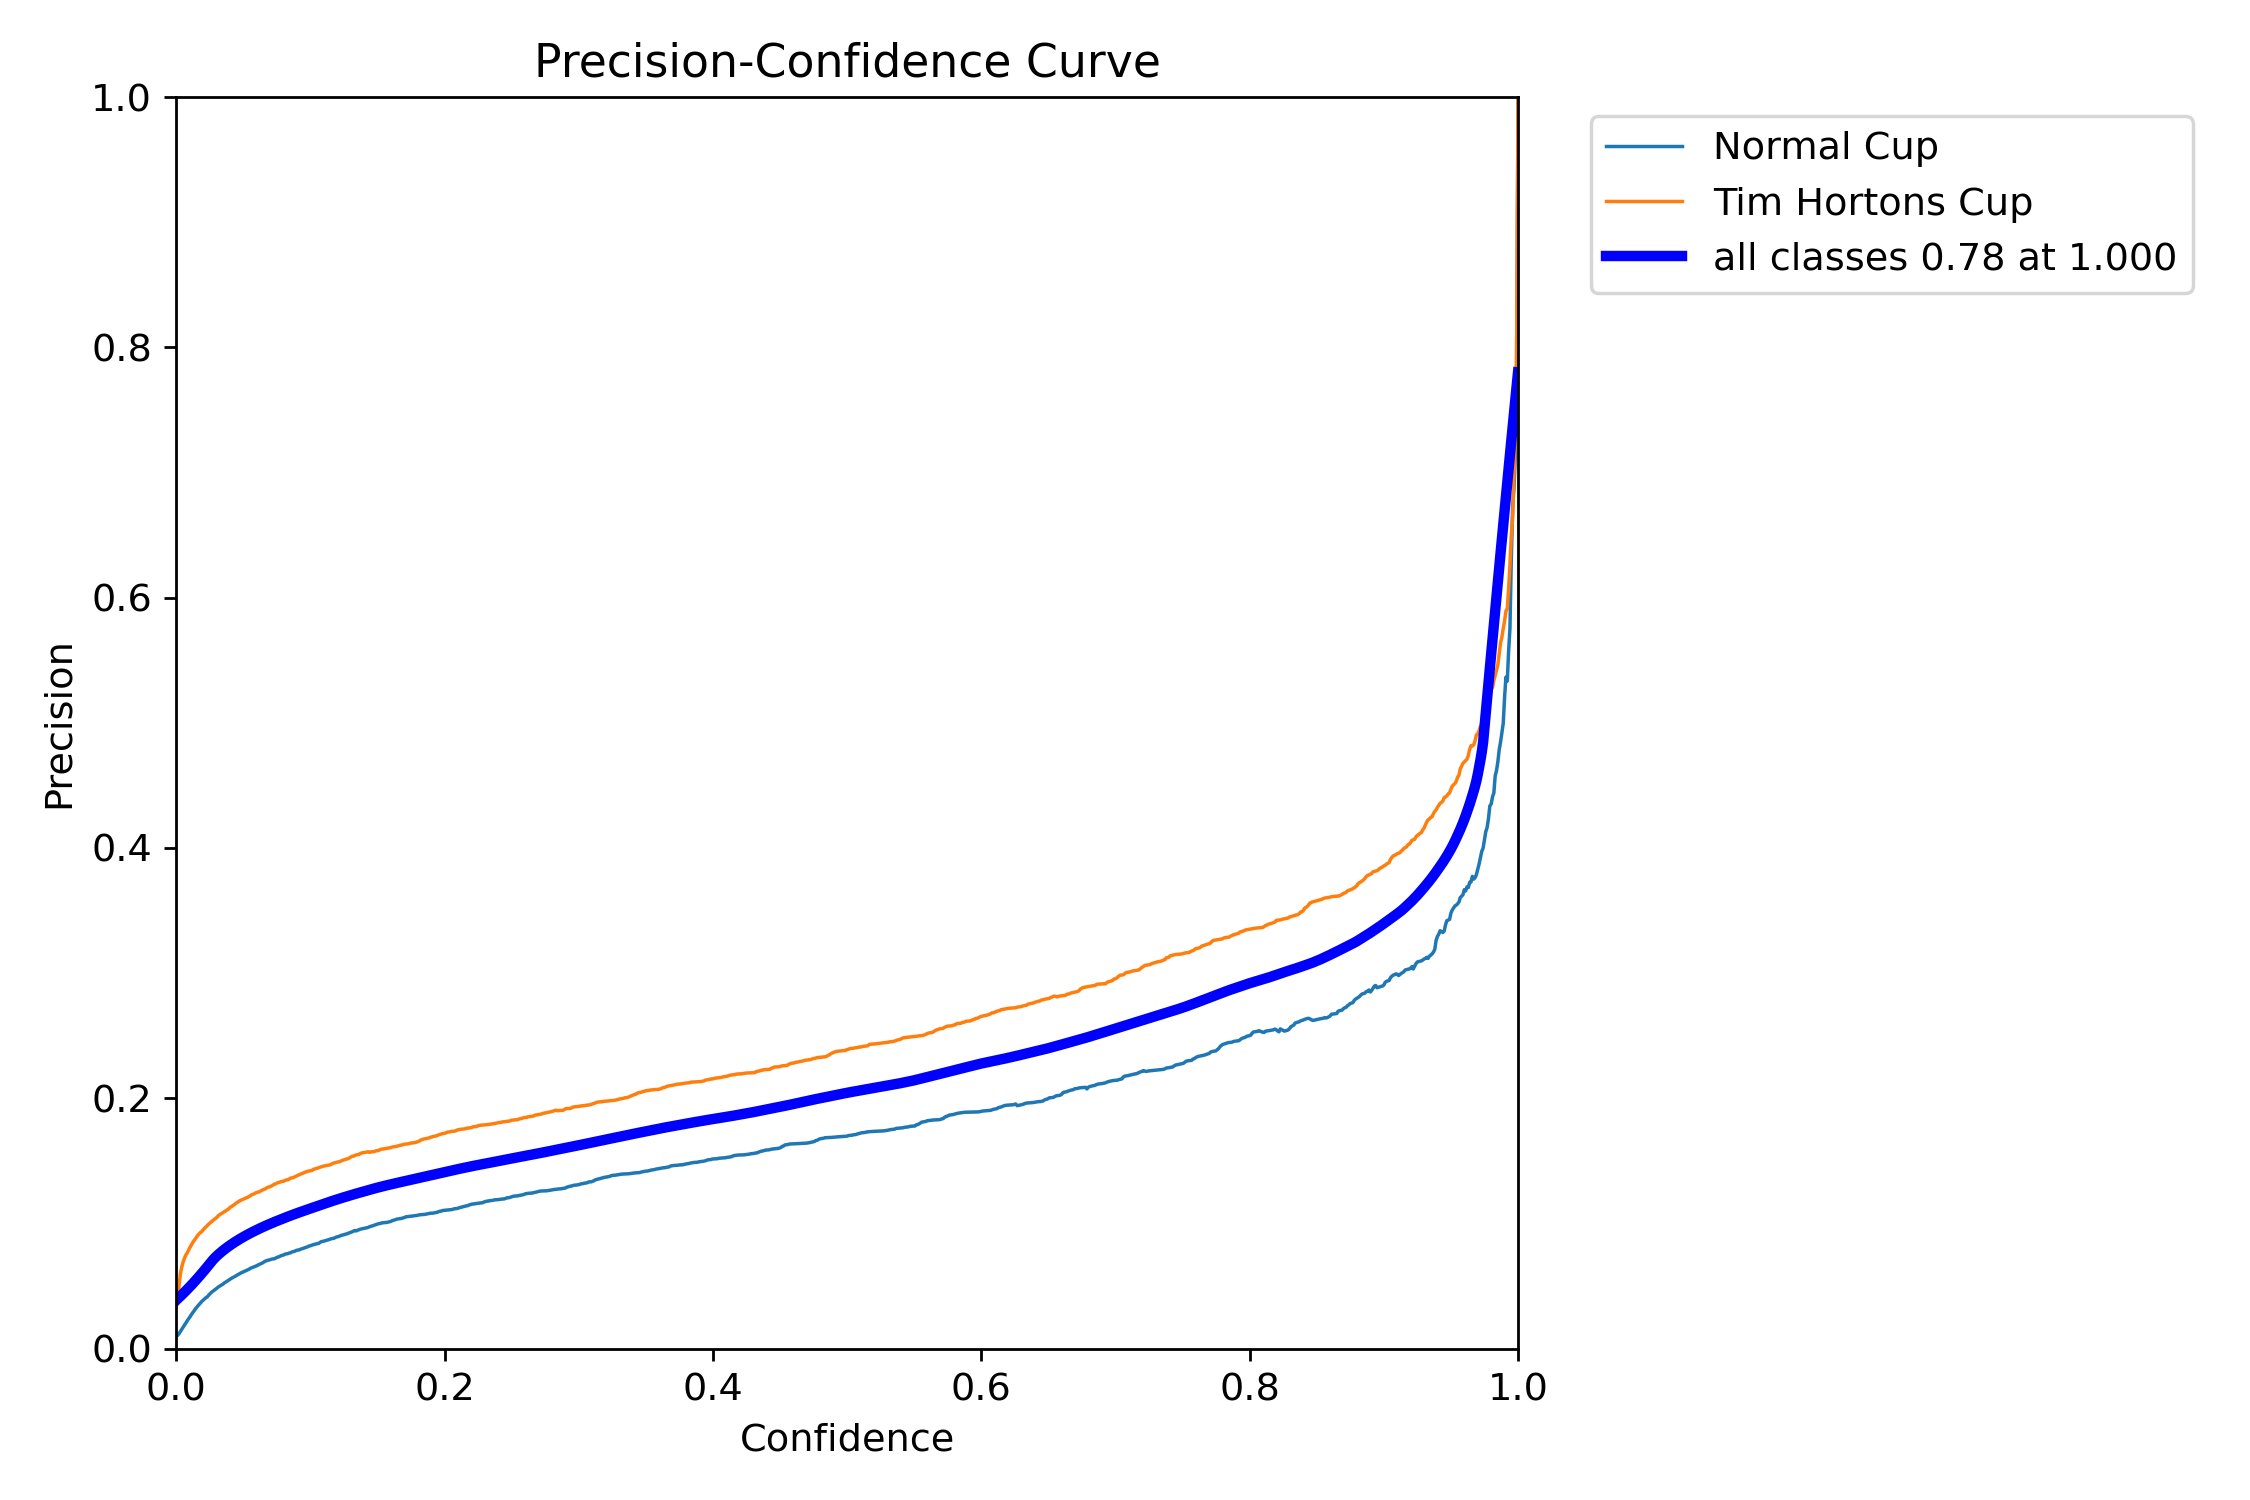 Precision-Confidence Curve
Normal Cup
Tim Hortons Cup
all classes 0.78 at 1.000
Precision
1.0
0.8
0.6
0.4
0.2
0.0
0.0 0.2 0.4 0.6 0.8 1.0
Confidence